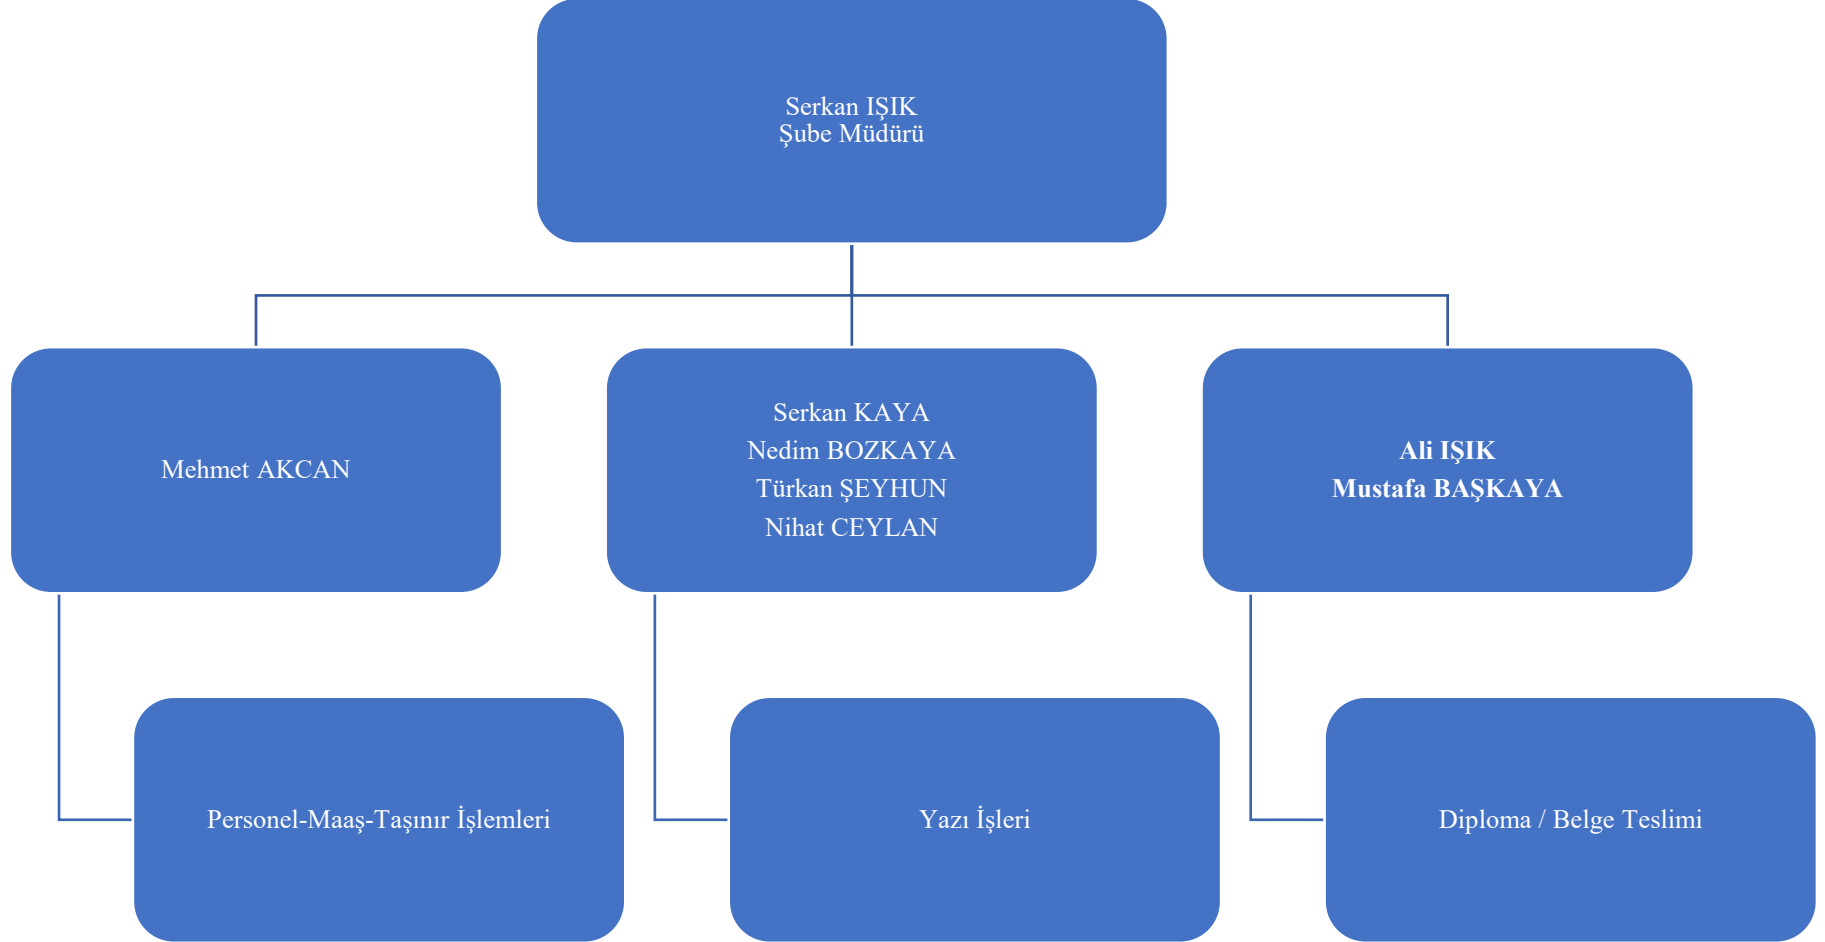 Serkan IŞIK
Şube Müdürü
Mehmet AKCAN
Serkan KAYA
Nedim BOZKAYA
Türkan ŞEYHUN
Nihat CEYLAN
Ali IŞIK
Mustafa BAŞKAYA
Personel-Maaş-Taşınır İşlemleri
Yazı İşleri
Diploma / Belge Teslimi